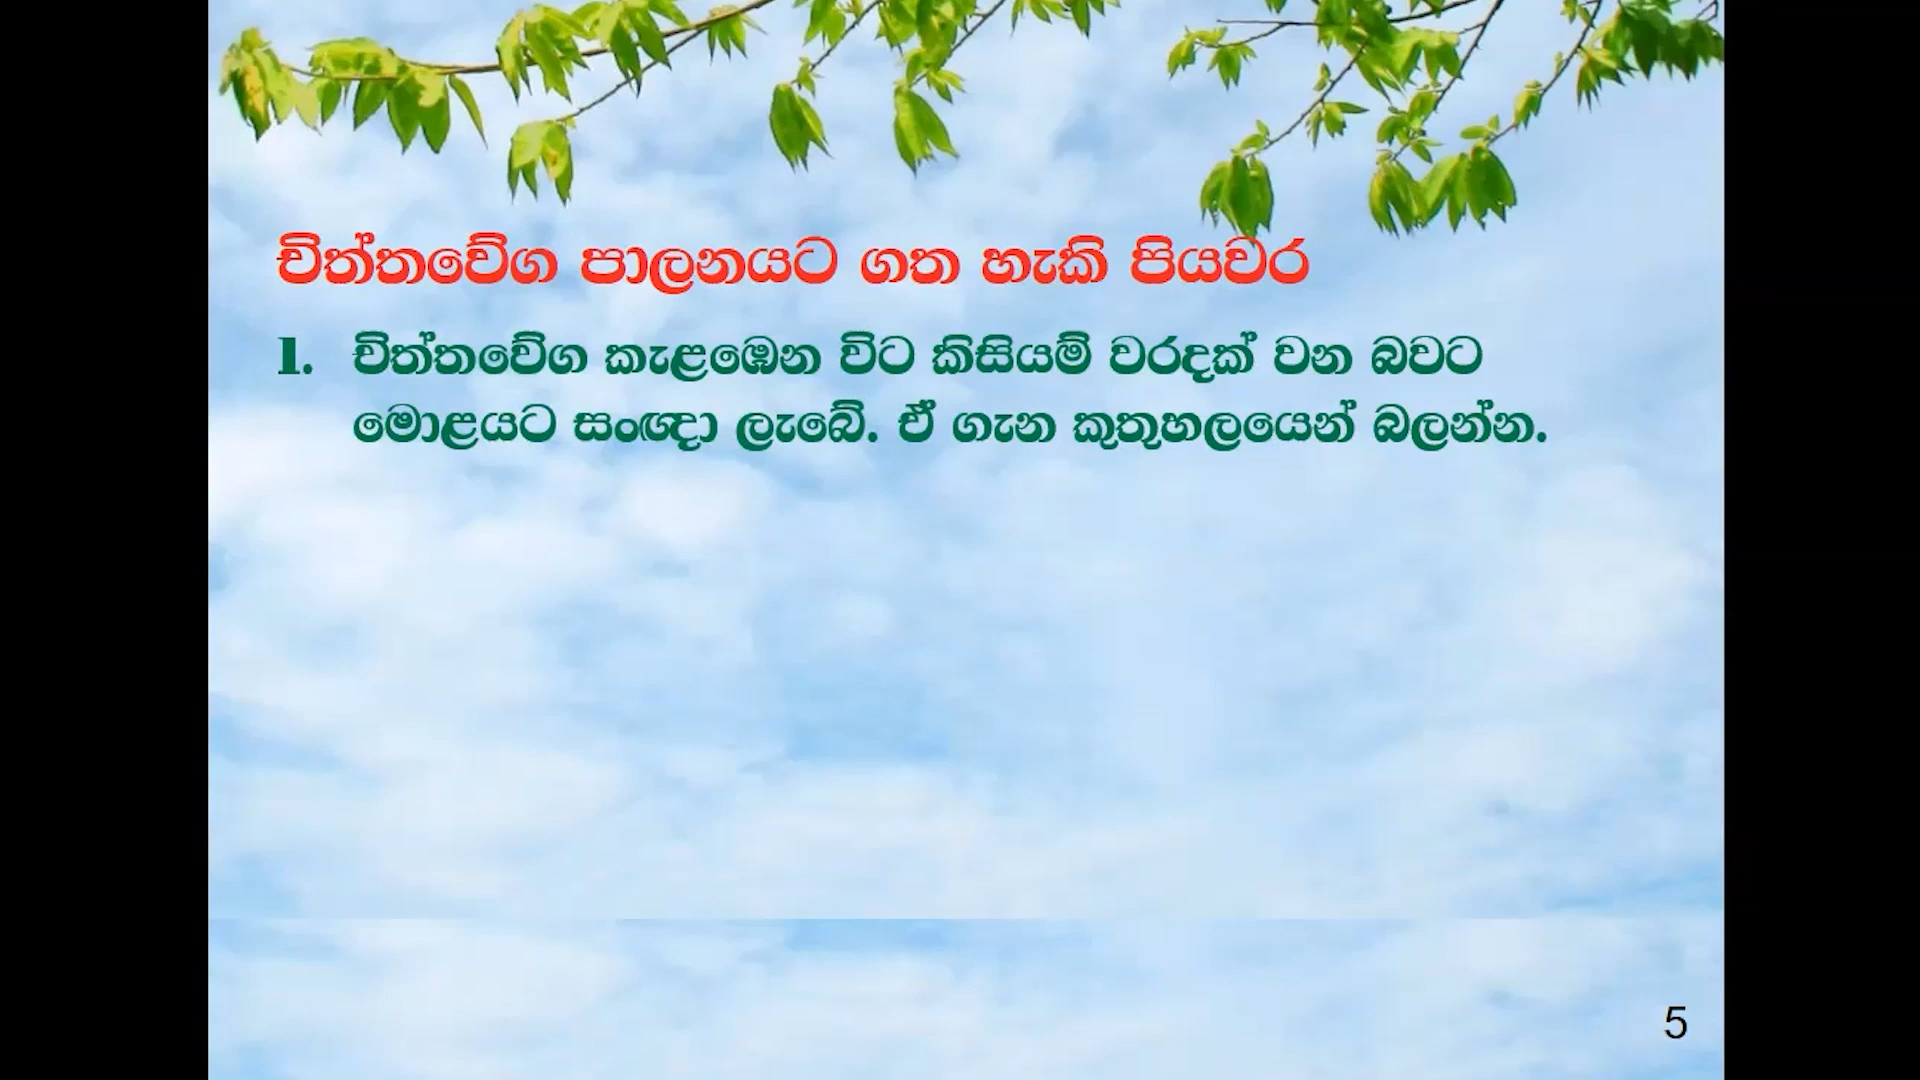 චිත්තවේග පාලනයට ගත හැකි පියවර
1. චිත්තවේග කැළඹෙන විට කිසියම් වරදක් වන බවට
මොළයට සංඥා ලැබේ. ඒ ගැන කුතුහලයෙන් බලන්න.
5